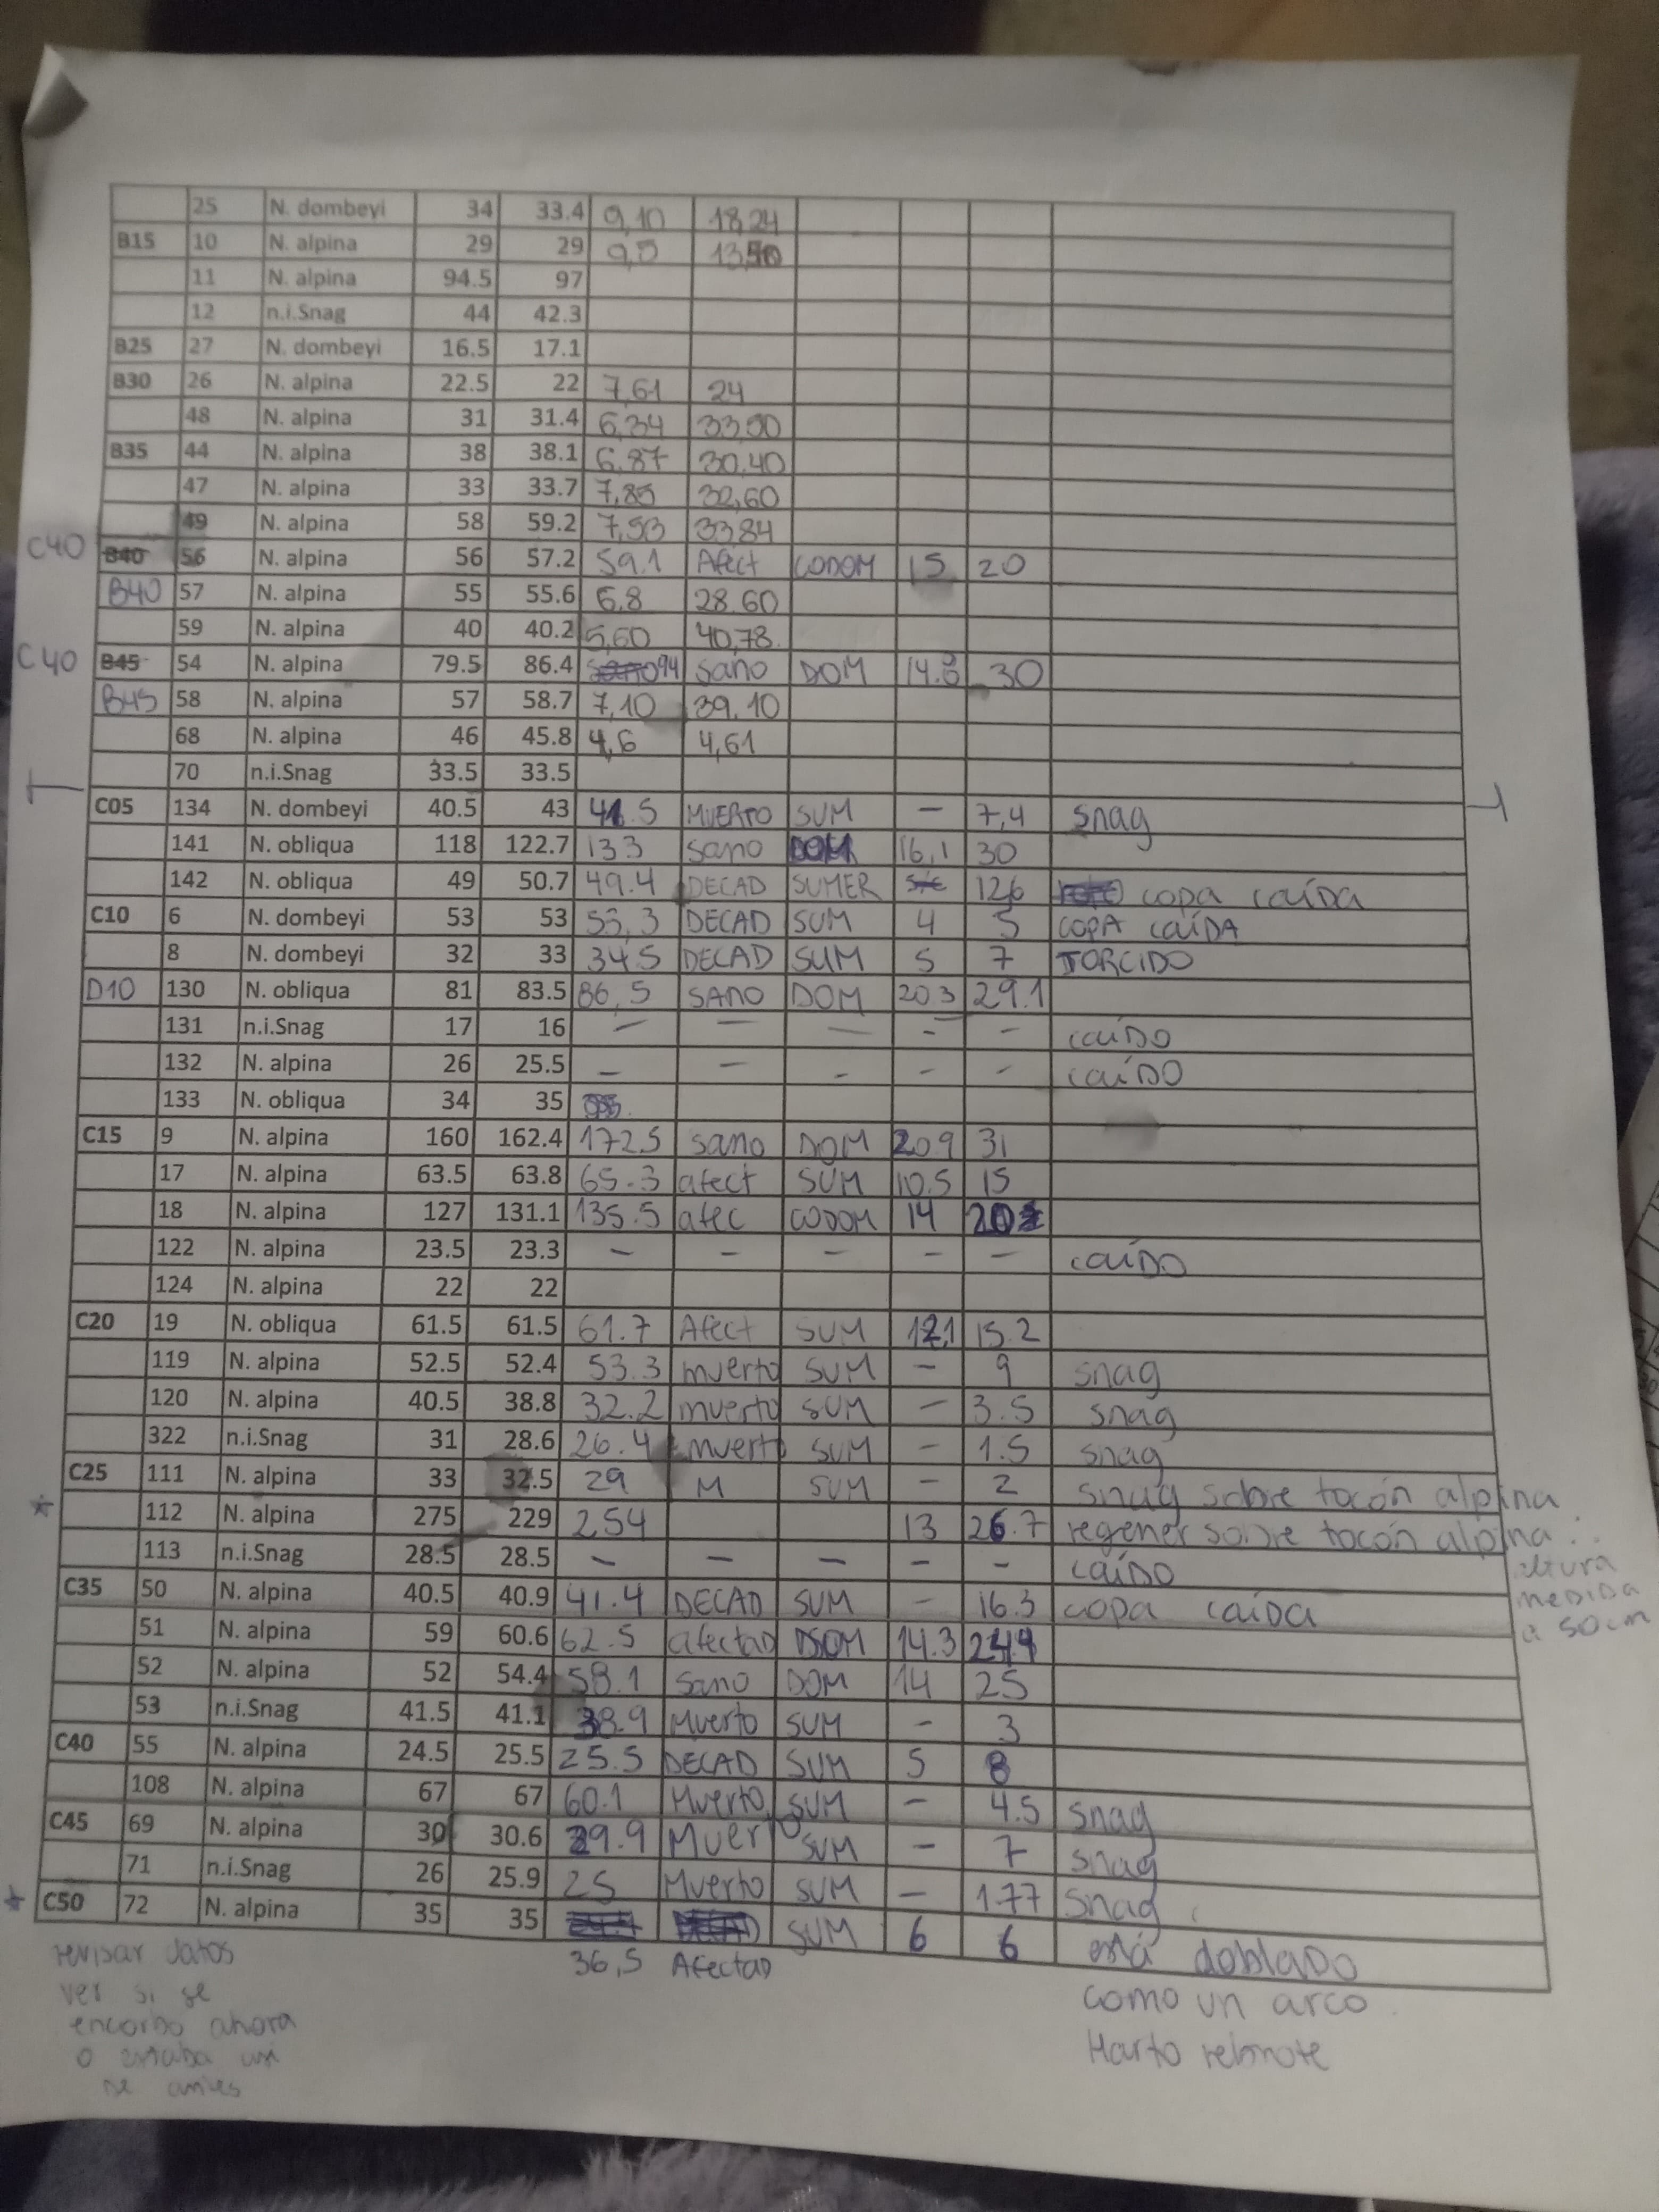 25 N. dombeyi 34 33.4 9,10 18,24
B15 10 N. alpina 29 29 9,5 13,50
11 N. alpina 94.5 97
12 n.i.Snag 44 42.3
B25 27 N. dombeyi 16.5 17.1
B30 26 N. alpina 22.5 22 7,61 24
48 N. alpina 31 31.4 6,34 33,50
B35 44 N. alpina 38 38.1 6.87 30.40
47 N. alpina 33 33.7 7,85 32,60
49 N. alpina 58 59.2 7,53 33,84
C40 B40 56 N. alpina 56 57.2 59.1 Afect CODOM 15 20
B40 57 N. alpina 55 55.6 6.8 28.60
59 N. alpina 40 40.2 5,60 40,78
C40 B45 54 N. alpina 79.5 86.4 94 sano DOM 30
B45 58 N. alpina 57 58.7 7,10 39,10
68 N. alpina 46 45.8 4,6 4,61
70 n.i.Snag 33.5 33.5
C05 134 N. dombeyi 40.5 43 41.5 MUERTO SUM – 7,4 snag
141 N. obliqua 118 122.7 133 sano DOM 16,1 30
142 N. obliqua 49 50.7 49.4 DECAD SUMER s/c 12,6 copa caída
C10 6 N. dombeyi 53 53 53,3 DECAD SUM 4 5 COPA CAÍDA
8 N. dombeyi 32 33 34.5 DECAD SUM 5 7 TORCIDO
D10 130 N. obliqua 81 83.5 86,5 SANO DOM 20.3 29.1
131 n.i.Snag 17 16 – – – – – caíDO
132 N. alpina 26 25.5 – – – – – caíDO
133 N. obliqua 34 35
C15 9 N. alpina 160 162.4 172.5 sano DOM 20.9 31
17 N. alpina 63.5 63.8 65.3 afect SUM 10.5 15
18 N. alpina 127 131.1 135.5 afec CODOM 14 20
122 N. alpina 23.5 23.3 – – – – – caíDO
124 N. alpina 22 22
C20 19 N. obliqua 61.5 61.5 61.7 Afect SUM 12,1 15.2
119 N. alpina 52.5 52.4 53.3 muerto SUM – 9 snag
120 N. alpina 40.5 38.8 32.2 muerto SUM – 3.5 snag
322 n.i.Snag 31 28.6 26.4 muerto SUM – 1.5 snag
C25 111 N. alpina 33 32.5 29 M SUM – 2 snag sobre tocón alpina
* 112 N. alpina 275 229 254 13 26.7 regener sobre tocón alpina :
altura
medida
a 50cm
113 n.i.Snag 28.5 28.5 – – – – – caíDO
C35 50 N. alpina 40.5 40.9 41.4 DECAD SUM – 16.3 copa caída
51 N. alpina 59 60.6 62.5 afectad DOM 14.3
52 N. alpina 52 54.4 58.1 Sano DOM 14 25
53 n.i.Snag 41.5 41.1 38.9 Muerto SUM – 3
C40 55 N. alpina 24.5 25.5 25.5 DECAD SUM 5 8
108 N. alpina 67 67 60.1 Muerto SUM – 4.5 snag
C45 69 N. alpina 30 30.6 29.9 Muerto SUM – 7 snag
71 n.i.Snag 26 25.9 25 Muerto SUM – 1.77 snag
* C50 72 N. alpina 35 35 SUM 6 6 está doblado
36,5 Afectad
como un arco.
Harto rebrote
revisar datos
ver si se
encorbo ahora
o estaba asi
de antes